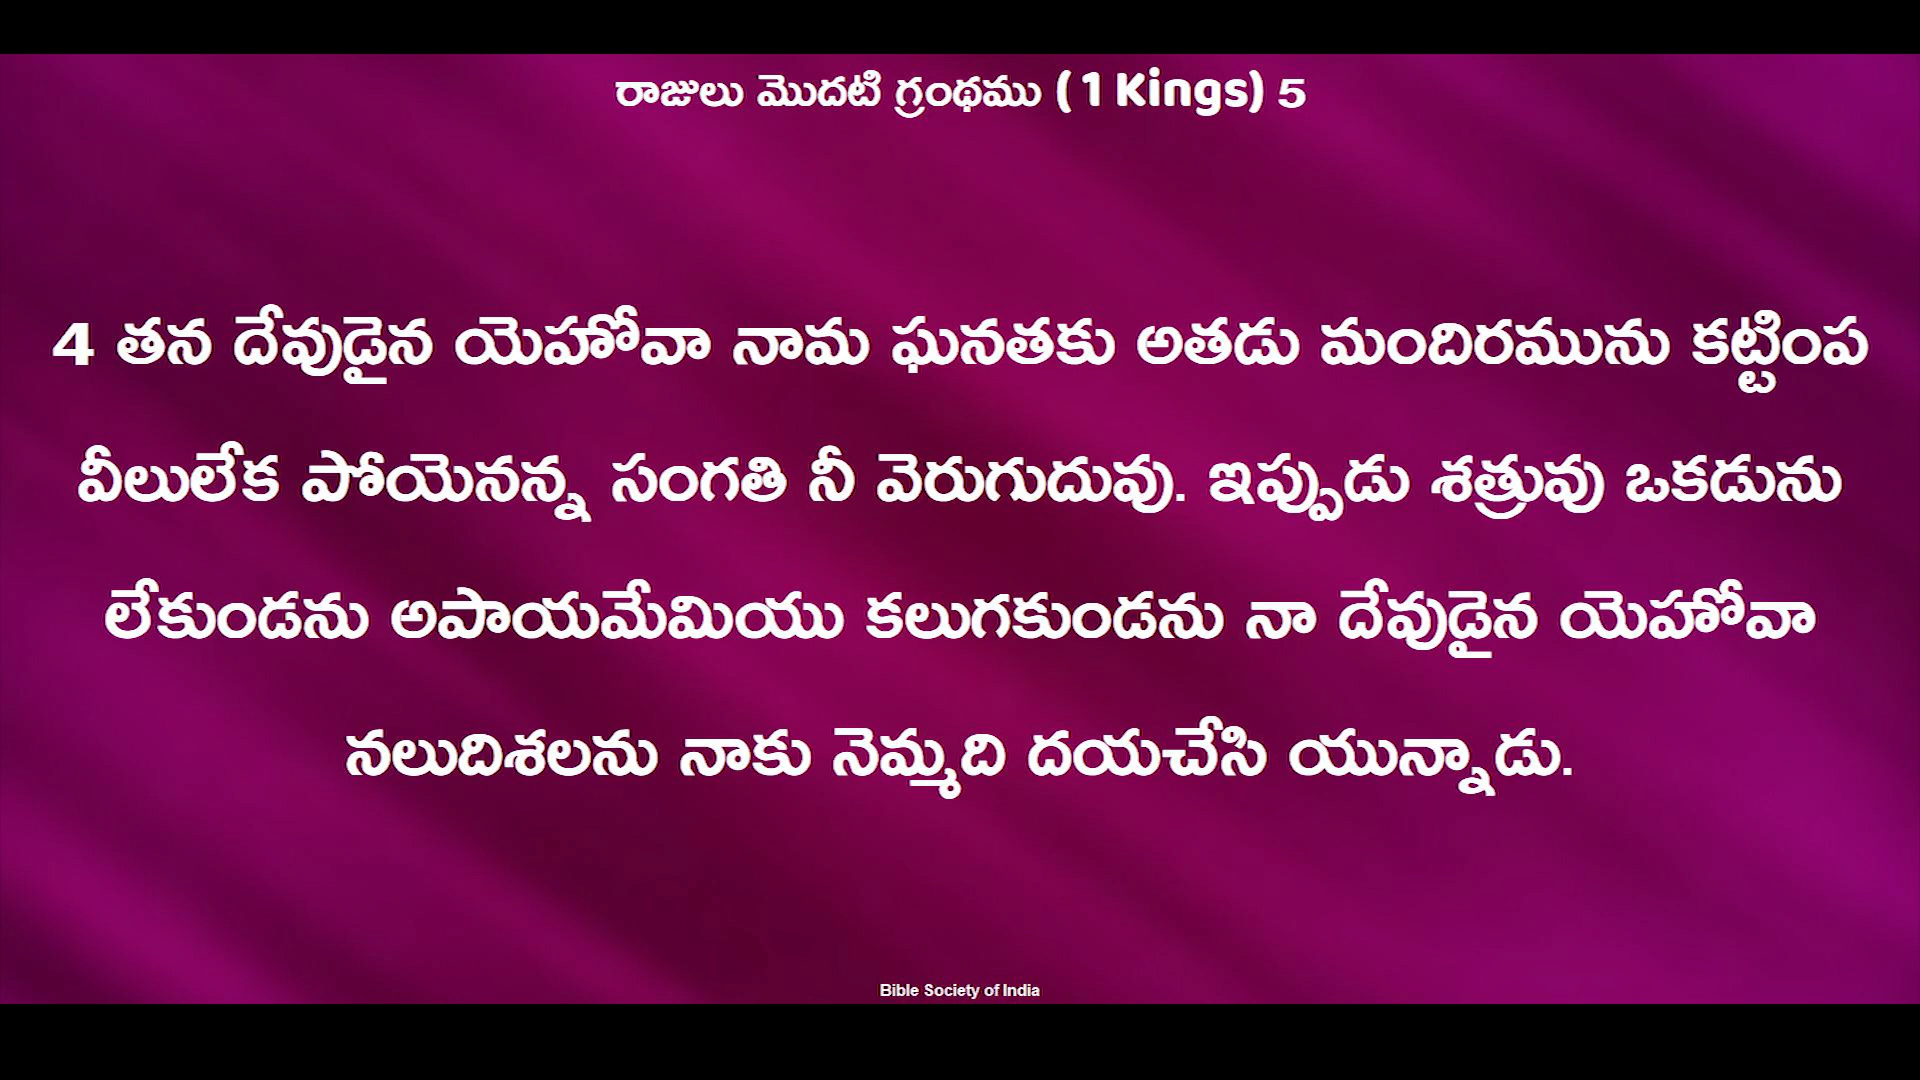 రాజులు మొదటి గ్రంథము (1 Kings) 5
4 తన దేవుడైన యెహోవా నామ ఘనతకు అతడు మందిరమును కట్టింప
వీలులేక పోయెనన్న సంగతి నీ వెరుగుదువు. ఇప్పుడు శత్రువు ఒకడును
లేకుండను అపాయమేమియు కలుగకుండను నా దేవుడైన యెహోవా
నలుదిశలను నాకు నెమ్మది దయచేసి యున్నాడు.
Bible Society of India